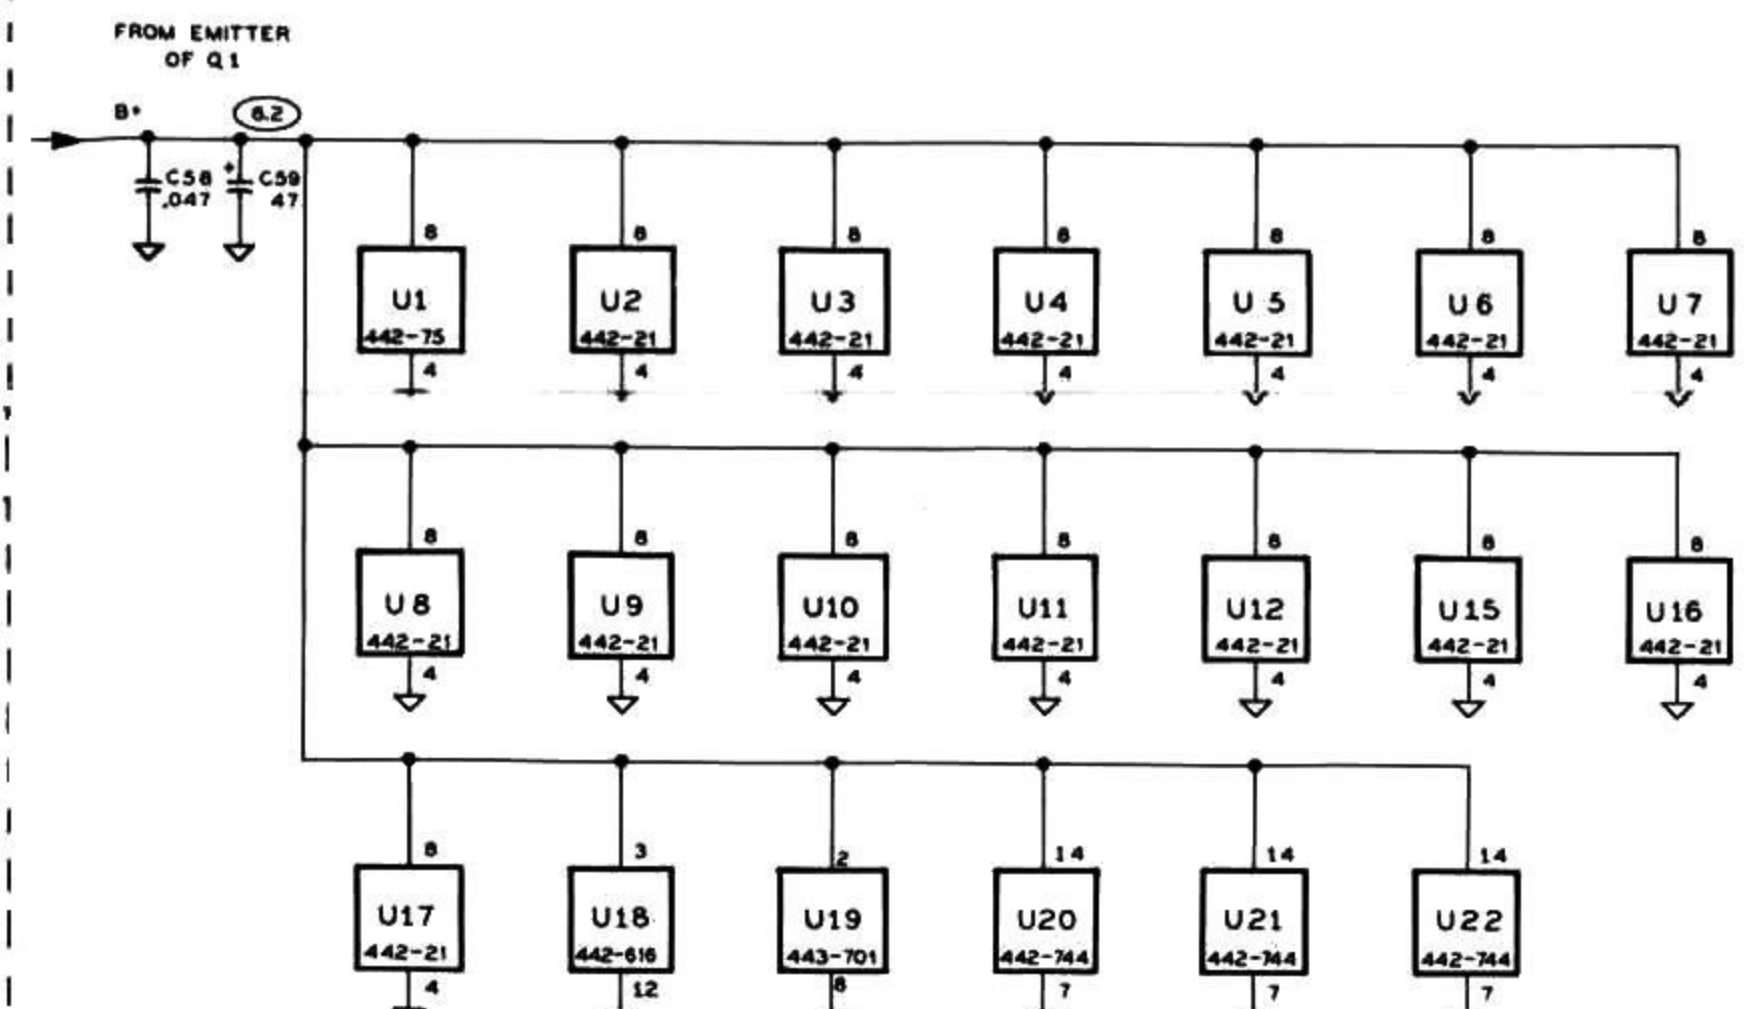 FROM EMITTER
OF Q1
B+
6.2
C58
.047
+
C59
47
8 8 8 8 8 8 8
U1 U2 U3 U4 U5 U6 U7
442-75 442-21 442-21 442-21 442-21 442-21 442-21
4 4 4 4 4 4 4
8 8 8 8 8 8 8
U8 U9 U10 U11 U12 U15 U16
442-21 442-21 442-21 442-21 442-21 442-21 442-21
4 4 4 4 4 4 4
8 3 2 14 14 14
U17 U18 U19 U20 U21 U22
442-21 442-616 443-701 442-744 442-744 442-744
4 12 8 7 7 7